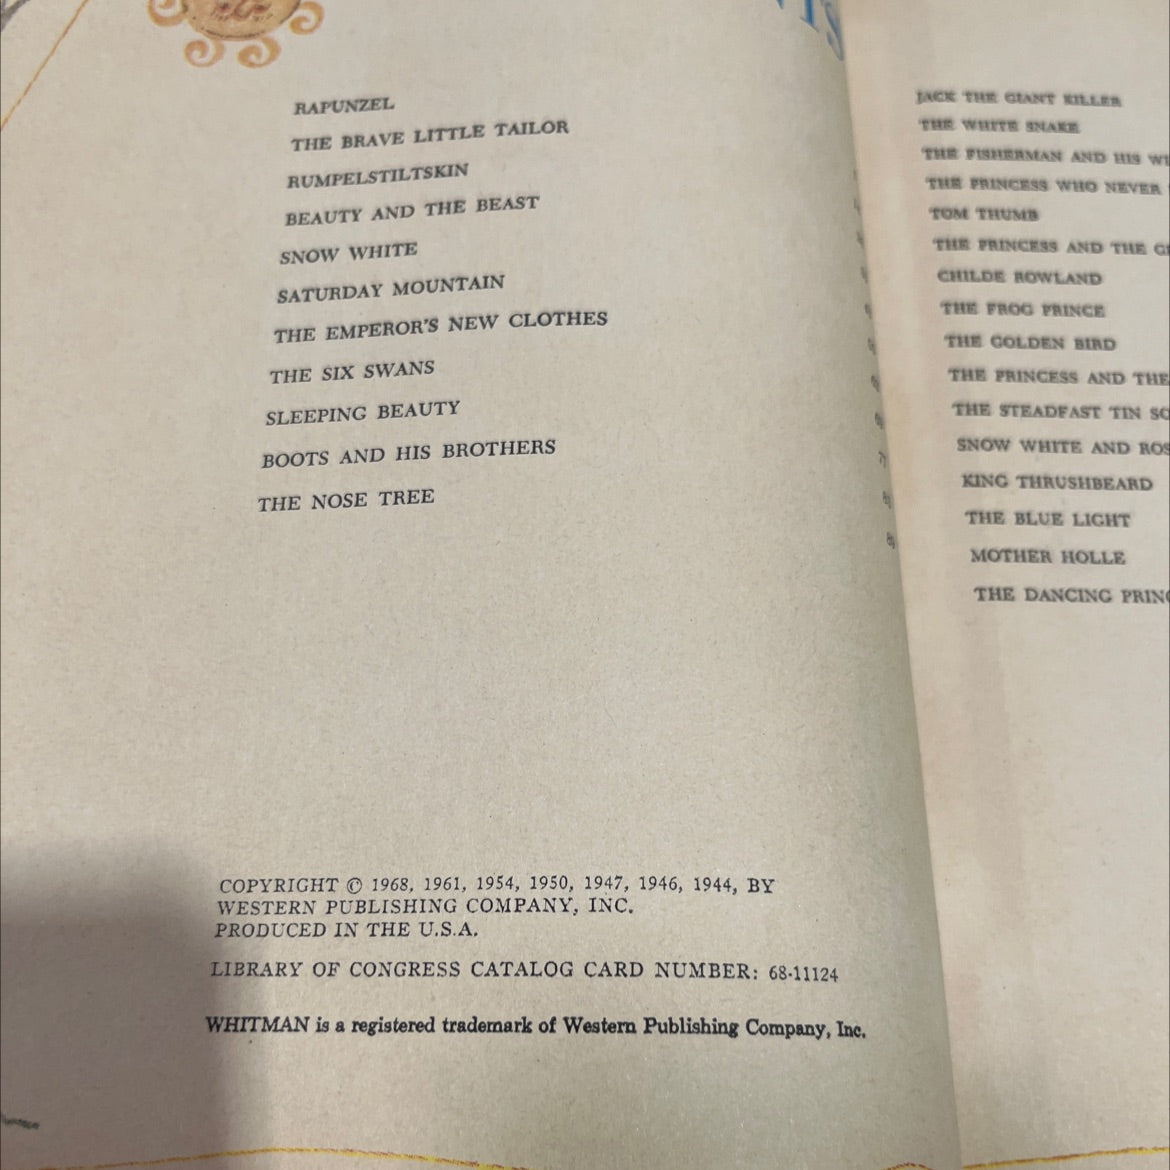 RAPUNZEL
THE BRAVE LITTLE TAILOR
RUMPELSTILTSKIN
BEAUTY AND THE BEAST
SNOW WHITE
SATURDAY MOUNTAIN
THE EMPEROR'S NEW CLOTHES
THE SIX SWANS
SLEEPING BEAUTY
BOOTS AND HIS BROTHERS
THE NOSE TREE
COPYRIGHT © 1968, 1961, 1954, 1950, 1947, 1946, 1944, BY
WESTERN PUBLISHING COMPANY, INC.
PRODUCED IN THE U.S.A.
LIBRARY OF CONGRESS CATALOG CARD NUMBER: 68-11124
WHITMAN is a registered trademark of Western Publishing Company, Inc.
JACK THE GIANT KILLER
THE WHITE SNAKE
THE FISHERMAN AND HIS
THE PRINCESS WHO NEVER
TOM THUMB
THE PRINCESS AND THE
CHILDE ROWLAND
THE FROG PRINCE
THE GOLDEN BIRD
THE PRINCESS AND THE
THE STEADFAST TIN
SNOW WHITE AND
KING THRUSHBEARD
THE BLUE LIGHT
MOTHER HOLLE
THE DANCING